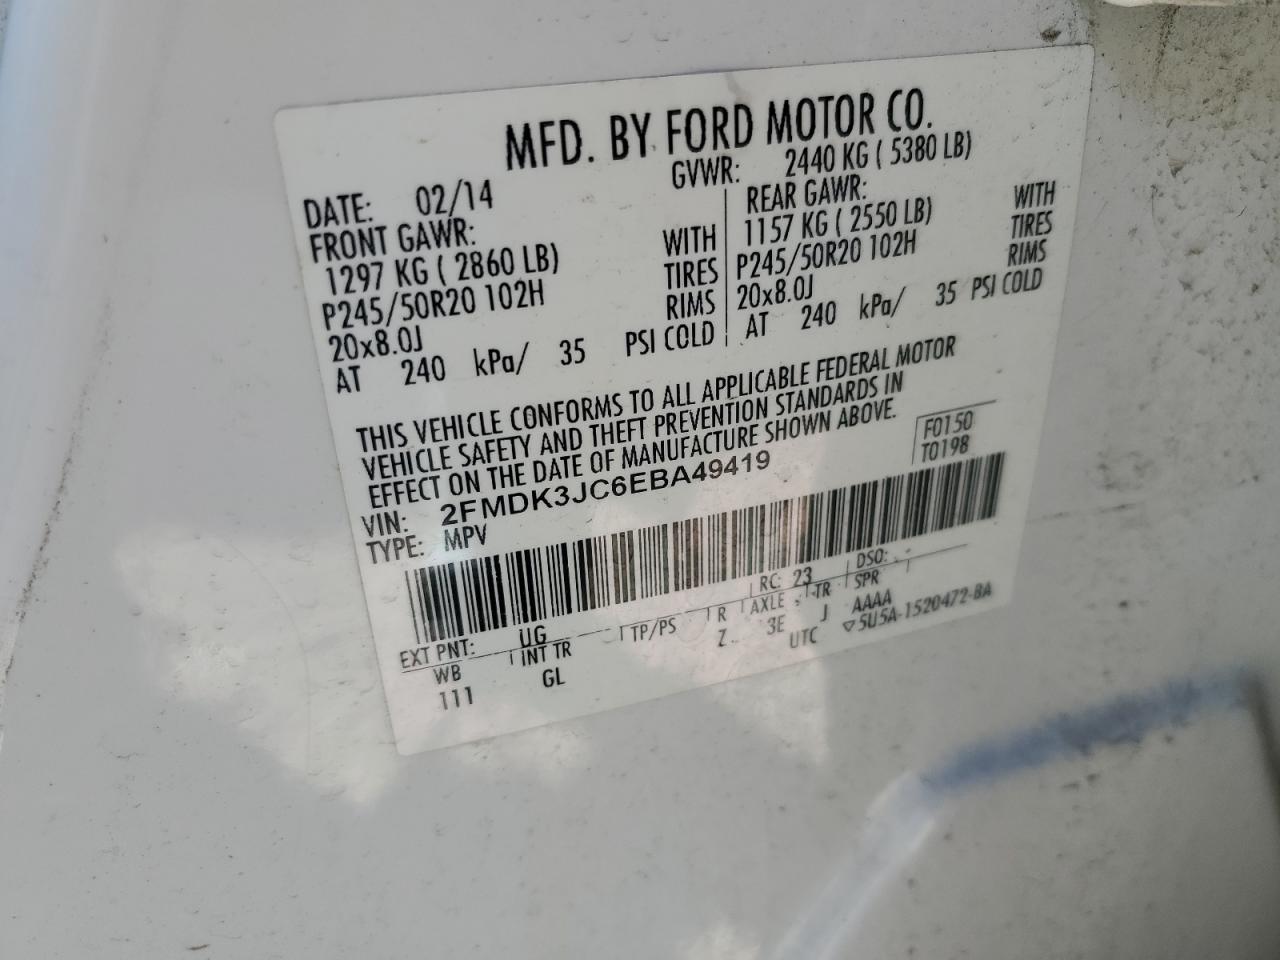 MFD. BY FORD MOTOR CO.
DATE: 02/14 GVWR: 2440 KG ( 5380 LB)
FRONT GAWR: REAR GAWR:
1297 KG ( 2860 LB) WITH 1157 KG ( 2550 LB) WITH
P245/50R20 102H TIRES P245/50R20 102H TIRES
20x8.0J RIMS 20x8.0J RIMS
AT 240 kPa/ 35 PSI COLD AT 240 kPa/ 35 PSI COLD
THIS VEHICLE CONFORMS TO ALL APPLICABLE FEDERAL MOTOR
VEHICLE SAFETY AND THEFT PREVENTION STANDARDS IN
EFFECT ON THE DATE OF MANUFACTURE SHOWN ABOVE.
F0150
T0198
VIN: 2FMDK3JC6EBA49419
TYPE: MPV
EXT PNT: UG RC: 23 DSO:
WB INT TR TP/PS R AXLE TR SPR
111 GL Z 3E J AAAA
UTC ▽5U5A-1520472-BA